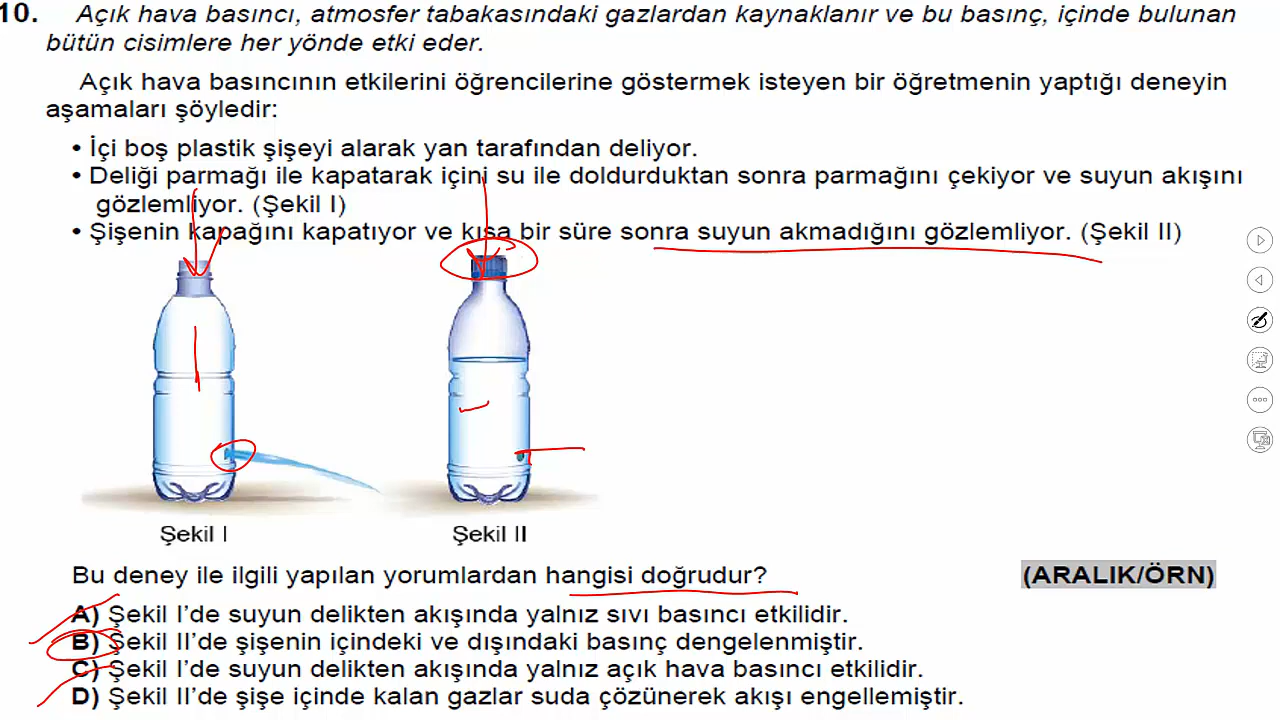 10. Açık hava basıncı, atmosfer tabakasındaki gazlardan kaynaklanır ve bu basınç, içinde bulunan
bütün cisimlere her yönde etki eder.
Açık hava basıncının etkilerini öğrencilerine göstermek isteyen bir öğretmenin yaptığı deneyin
aşamaları şöyledir:
• İçi boş plastik şişeyi alarak yan tarafından deliyor.
• Deliği parmağı ile kapatarak içini su ile doldurduktan sonra parmağını çekiyor ve suyun akışını
gözlemliyor. (Şekil I)
• Şişenin kapağını kapatıyor ve kısa bir süre sonra suyun akmadığını gözlemliyor. (Şekil II)
Şekil I
Şekil II
Bu deney ile ilgili yapılan yorumlardan hangisi doğrudur?
(ARALIK/ÖRN)
A) Şekil I’de suyun delikten akışında yalnız sıvı basıncı etkilidir.
B) Şekil II’de şişenin içindeki ve dışındaki basınç dengelenmiştir.
C) Şekil I’de suyun delikten akışında yalnız açık hava basıncı etkilidir.
D) Şekil II’de şişe içinde kalan gazlar suda çözünerek akışı engellemiştir.